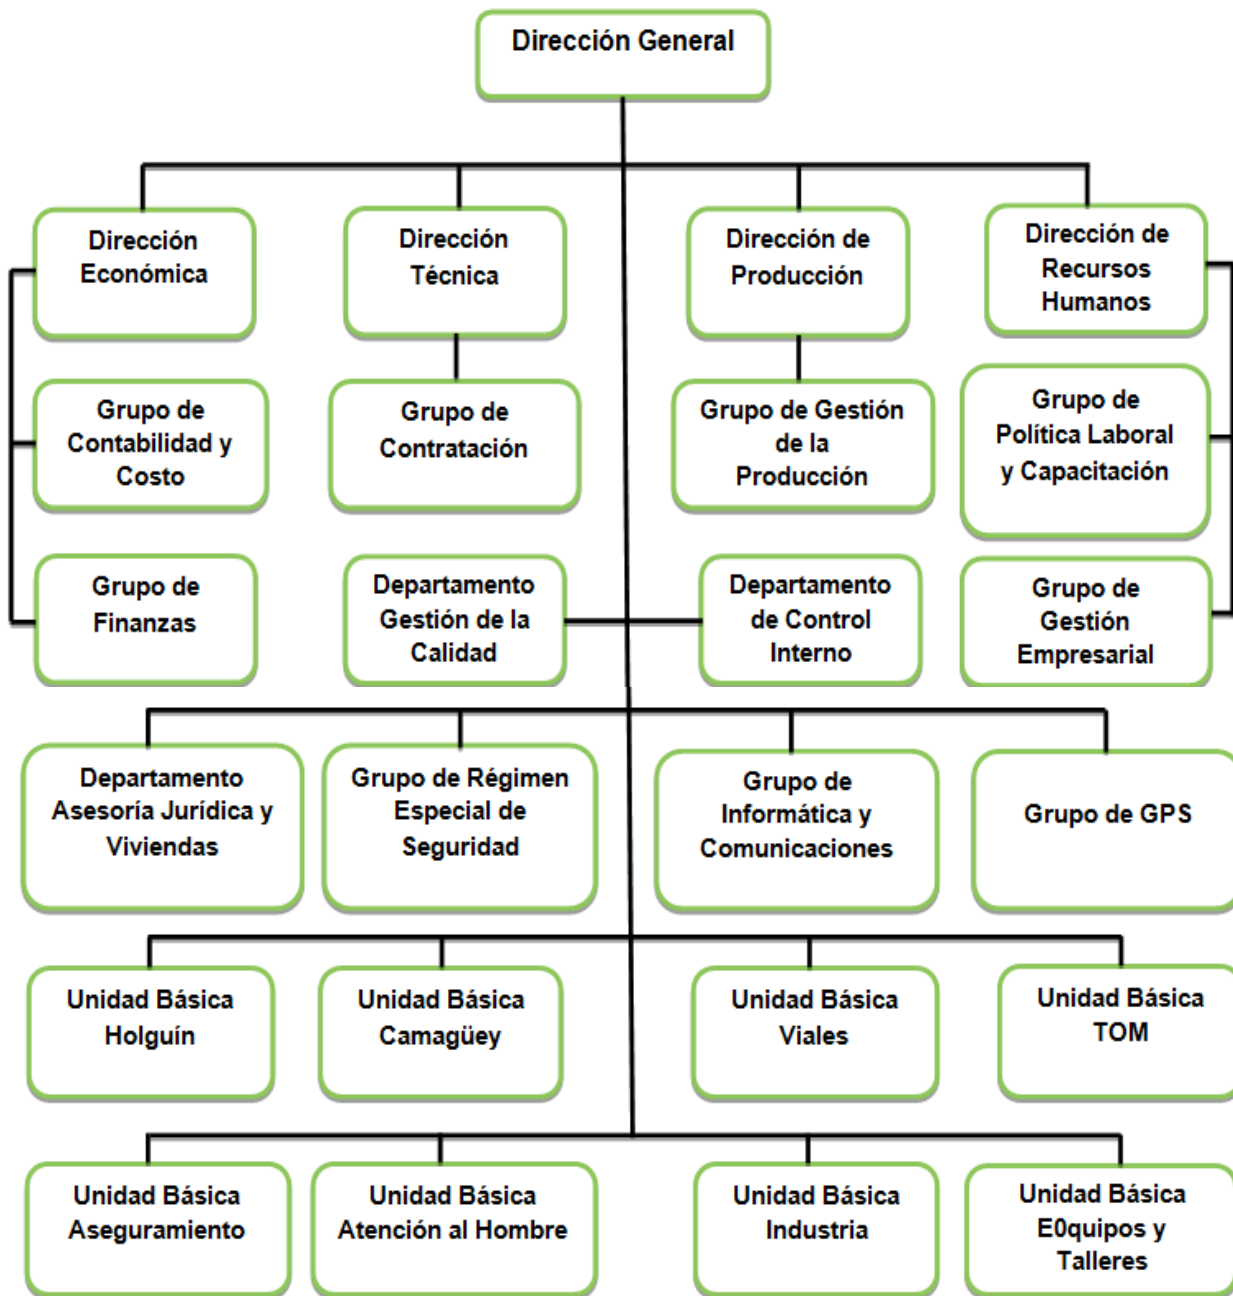 Dirección General
Dirección
Económica
Dirección
Técnica
Dirección de
Producción
Dirección de
Recursos
Humanos
Grupo de
Contabilidad y
Costo
Grupo de
Contratación
Grupo de Gestión
de la
Producción
Grupo de
Política Laboral
y Capacitación
Grupo de
Finanzas
Departamento
Gestión de la
Calidad
Departamento
de Control
Interno
Grupo de
Gestión
Empresarial
Departamento
Asesoría Jurídica y
Viviendas
Grupo de Régimen
Especial de
Seguridad
Grupo de
Informática y
Comunicaciones
Grupo de GPS
Unidad Básica
Holguín
Unidad Básica
Camagüey
Unidad Básica
Viales
Unidad Básica
TOM
Unidad Básica
Aseguramiento
Unidad Básica
Atención al Hombre
Unidad Básica
Industria
Unidad Básica
E0quipos y
Talleres